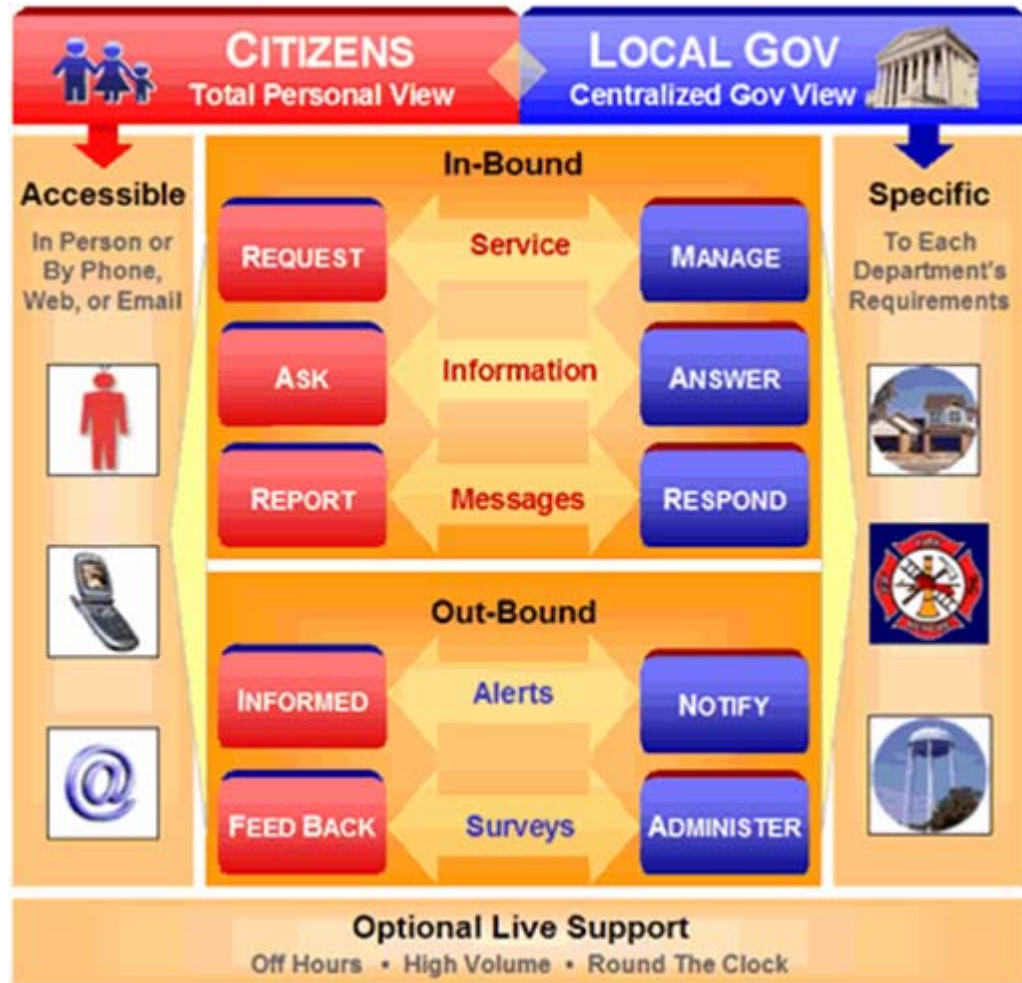 CITIZENS
Total Personal View
LOCAL GOV
Centralized Gov View
Accessible
In Person or
By Phone,
Web, or Email
In-Bound
REQUEST
Service
MANAGE
ASK
Information
ANSWER
REPORT
Messages
RESPOND
Out-Bound
INFORMED
Alerts
NOTIFY
FEED BACK
Surveys
ADMINISTER
Specific
To Each
Department's
Requirements
Optional Live Support
Off Hours • High Volume • Round The Clock